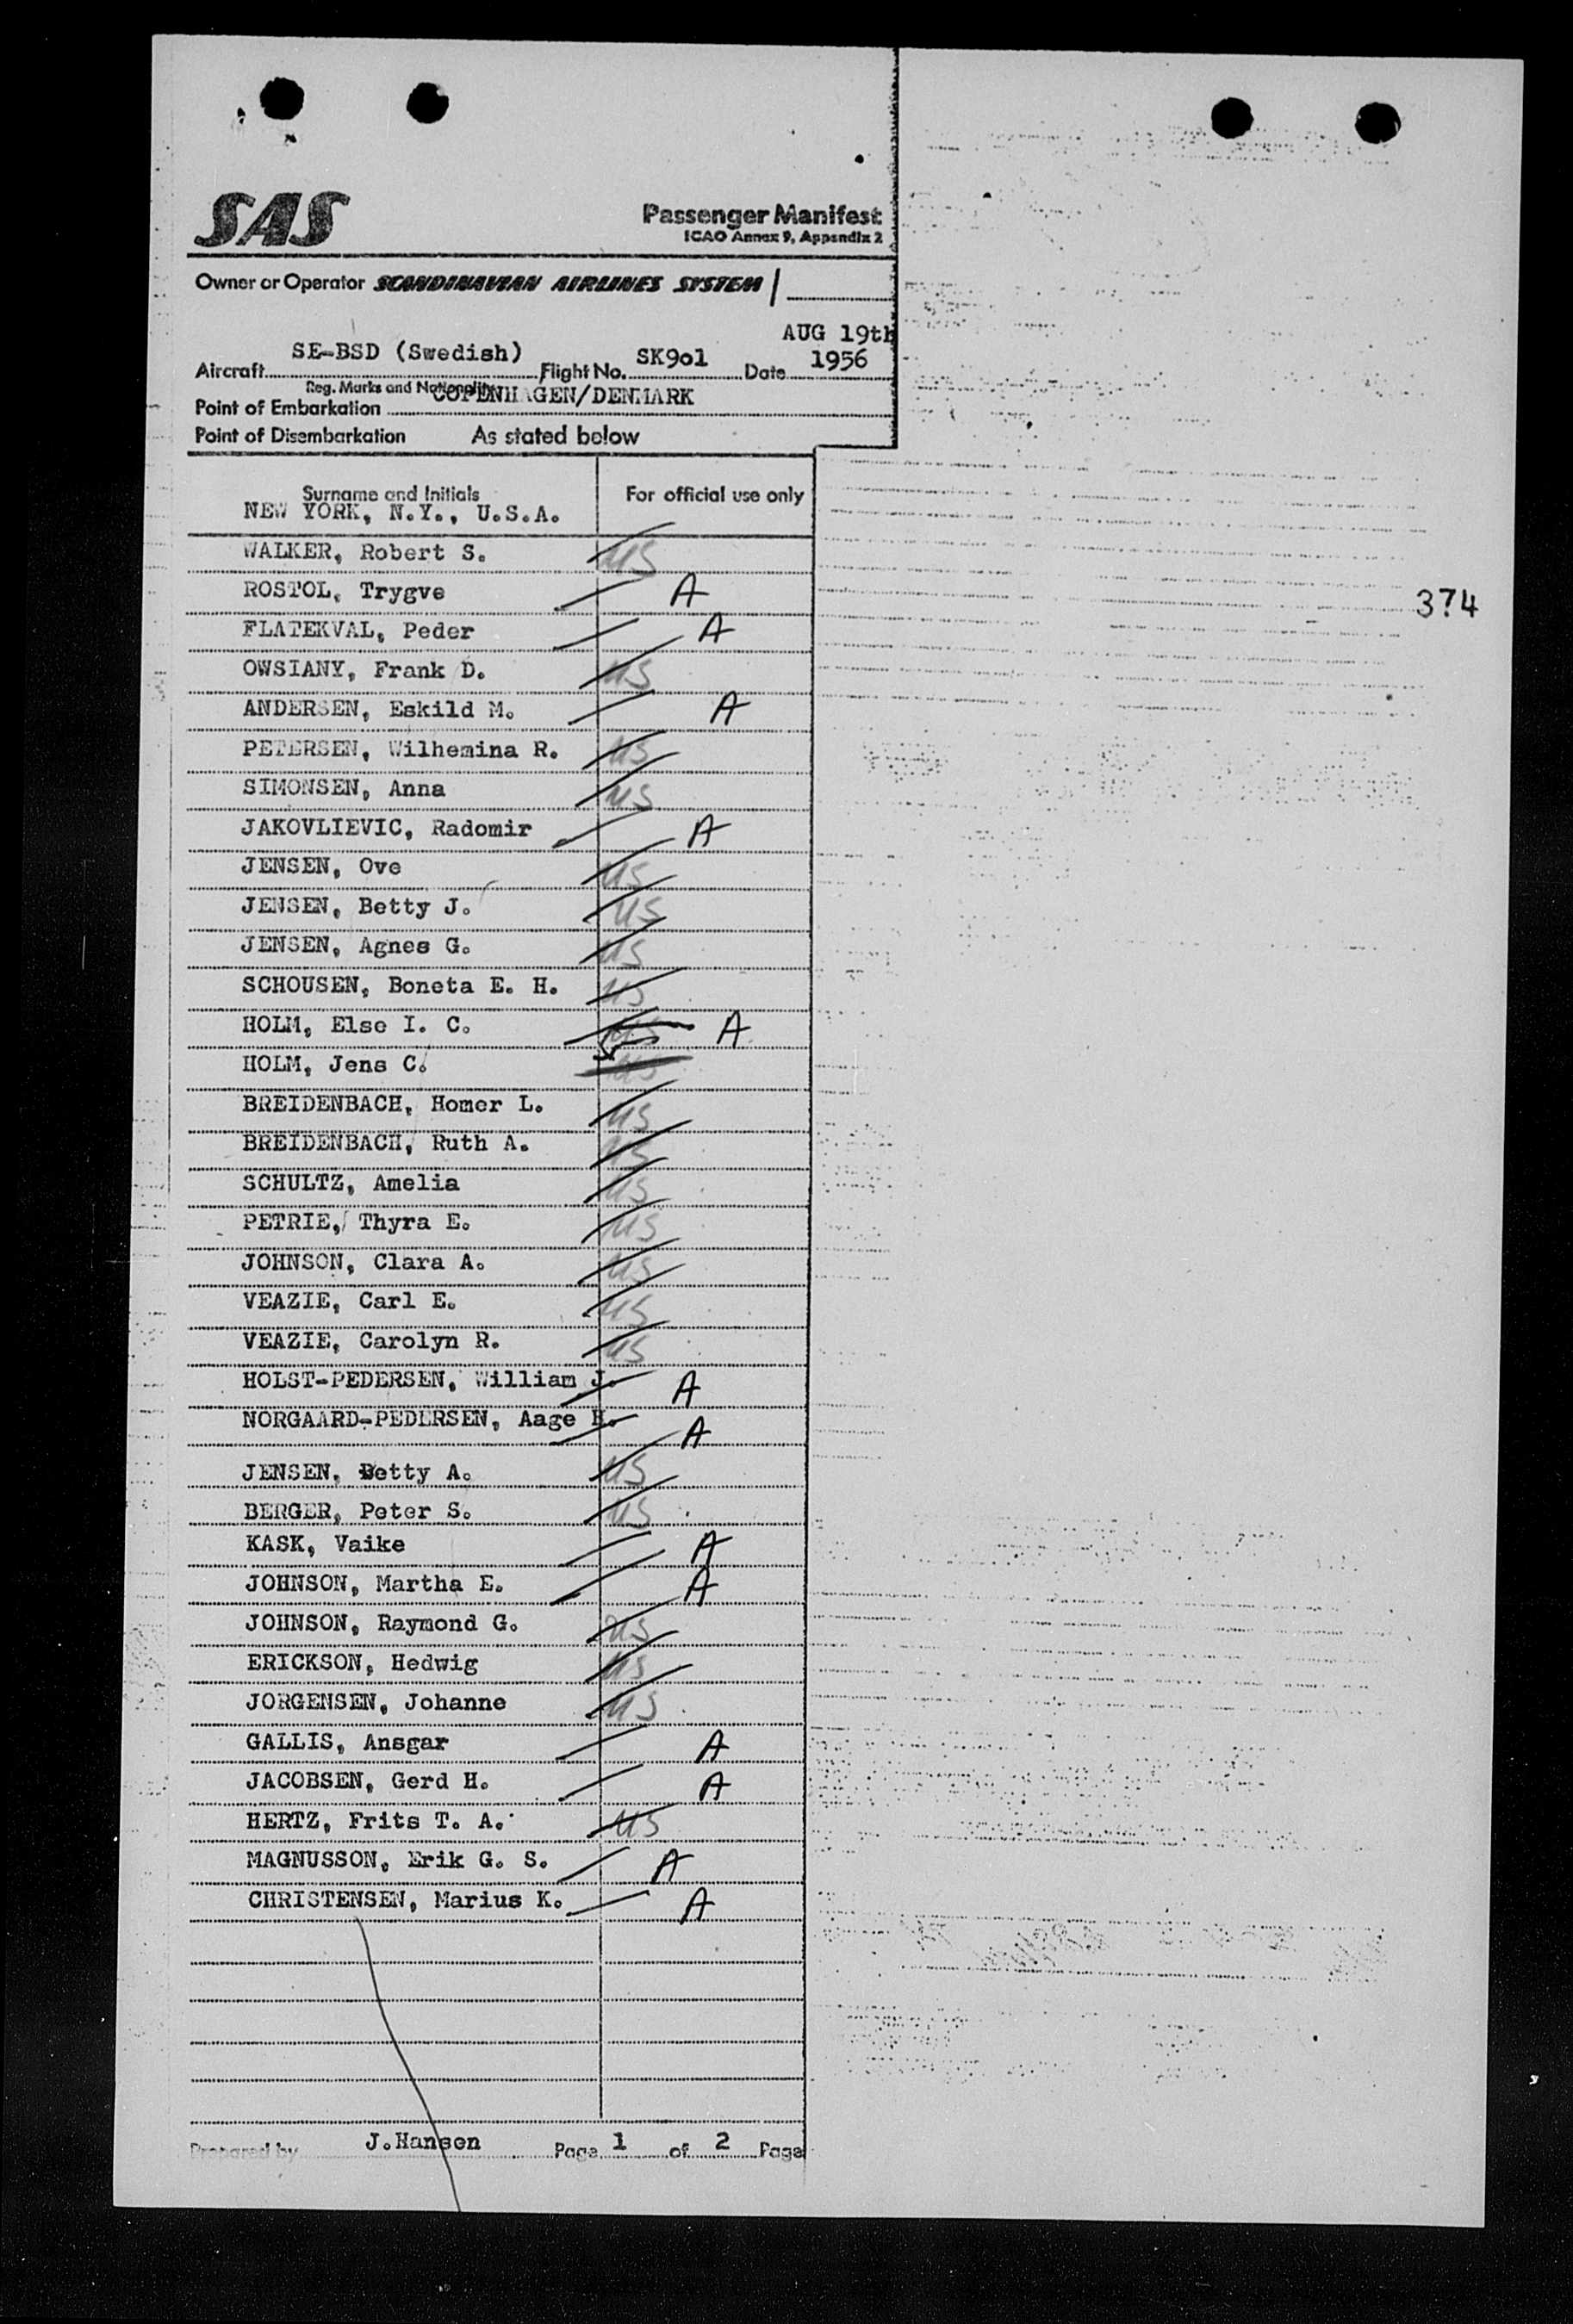 SAS
Passenger Manifest
ICAO Annex 9, Appendix 2
Owner or Operator SCANDINAVIAN AIRLINES SYSTEM
AUG 19th
Aircraft SE-BSD (Swedish) Flight No. SK9o1 Date 1956
Reg. Marks and Nationality
Point of Embarkation COPENHAGEN/DENMARK
Point of Disembarkation As stated below
Surname and Initials For official use only
NEW YORK, N.Y., U.S.A.
WALKER, Robert S. US
ROSTOL, Trygve A
374
FLATEKVAL, Peder A
OWSIANY, Frank D. US
ANDERSEN, Eskild M. A
PETERSEN, Wilhemina R. US
SIMONSEN, Anna US
JAKOVLIEVIC, Radomir A
JENSEN, Ove US
JENSEN, Betty J. US
JENSEN, Agnes G. US
SCHOUSEN, Boneta E. H. US
HOLM, Else I. C. US A
HOLM, Jens C. US
BREIDENBACH, Homer L. US
BREIDENBACH, Ruth A. US
SCHULTZ, Amelia US
PETRIE, Thyra E. US
JOHNSON, Clara A. US
VEAZIE, Carl E. US
VEAZIE, Carolyn R. US
HOLST-PEDERSEN, William J. A
NORGAARD-PEDERSEN, Aage H. A
JENSEN, Betty A. US
BERGER, Peter S. US
KASK, Vaike A
JOHNSON, Martha E. A
JOHNSON, Raymond G. US
ERICKSON, Hedwig US
JORGENSEN, Johanne US
GALLIS, Ansgar A
JACOBSEN, Gerd H. A
HERTZ, Frits T. A. US
MAGNUSSON, Erik G. S. A
CHRISTENSEN, Marius K. A
Prepared by J.Hansen Page 1 of 2 Page